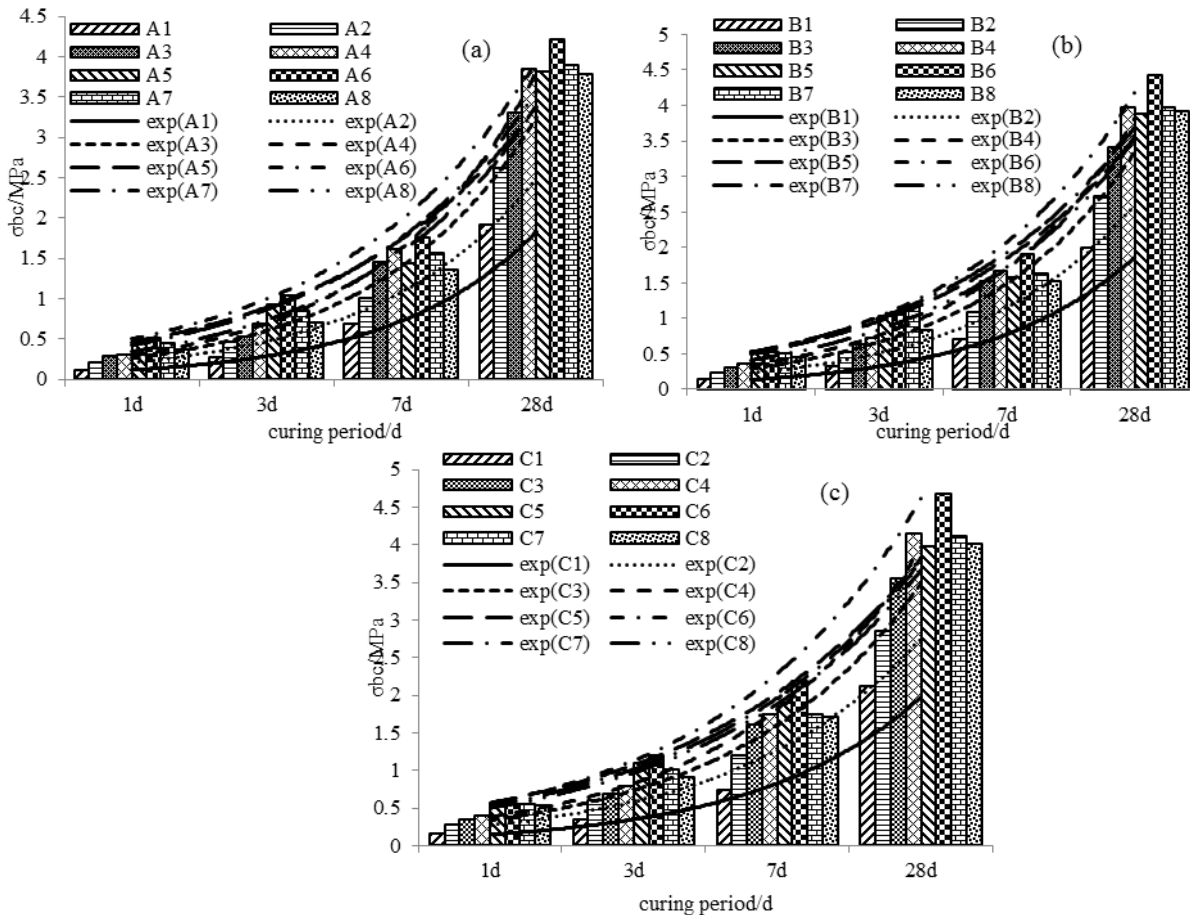 4.5
4
3.5
3
2.5
2
1.5
1
0.5
0
σbc/MPa
A1 A2
A3 A4
A5 A6
A7 A8
exp(A1) exp(A2)
exp(A3) exp(A4)
exp(A5) exp(A6)
exp(A7) exp(A8)
(a)
1d 3d 7d 28d
curing period/d
5
4.5
4
3.5
3
2.5
2
1.5
1
0.5
0
σbc/MPa
B1 B2
B3 B4
B5 B6
B7 B8
exp(B1) exp(B2)
exp(B3) exp(B4)
exp(B5) exp(B6)
exp(B7) exp(B8)
(b)
1d 3d 7d 28d
curing period/d
5
4.5
4
3.5
3
2.5
2
1.5
1
0.5
0
σbc/MPa
C1 C2
C3 C4
C5 C6
C7 C8
exp(C1) exp(C2)
exp(C3) exp(C4)
exp(C5) exp(C6)
exp(C7) exp(C8)
(c)
1d 3d 7d 28d
curing period/d